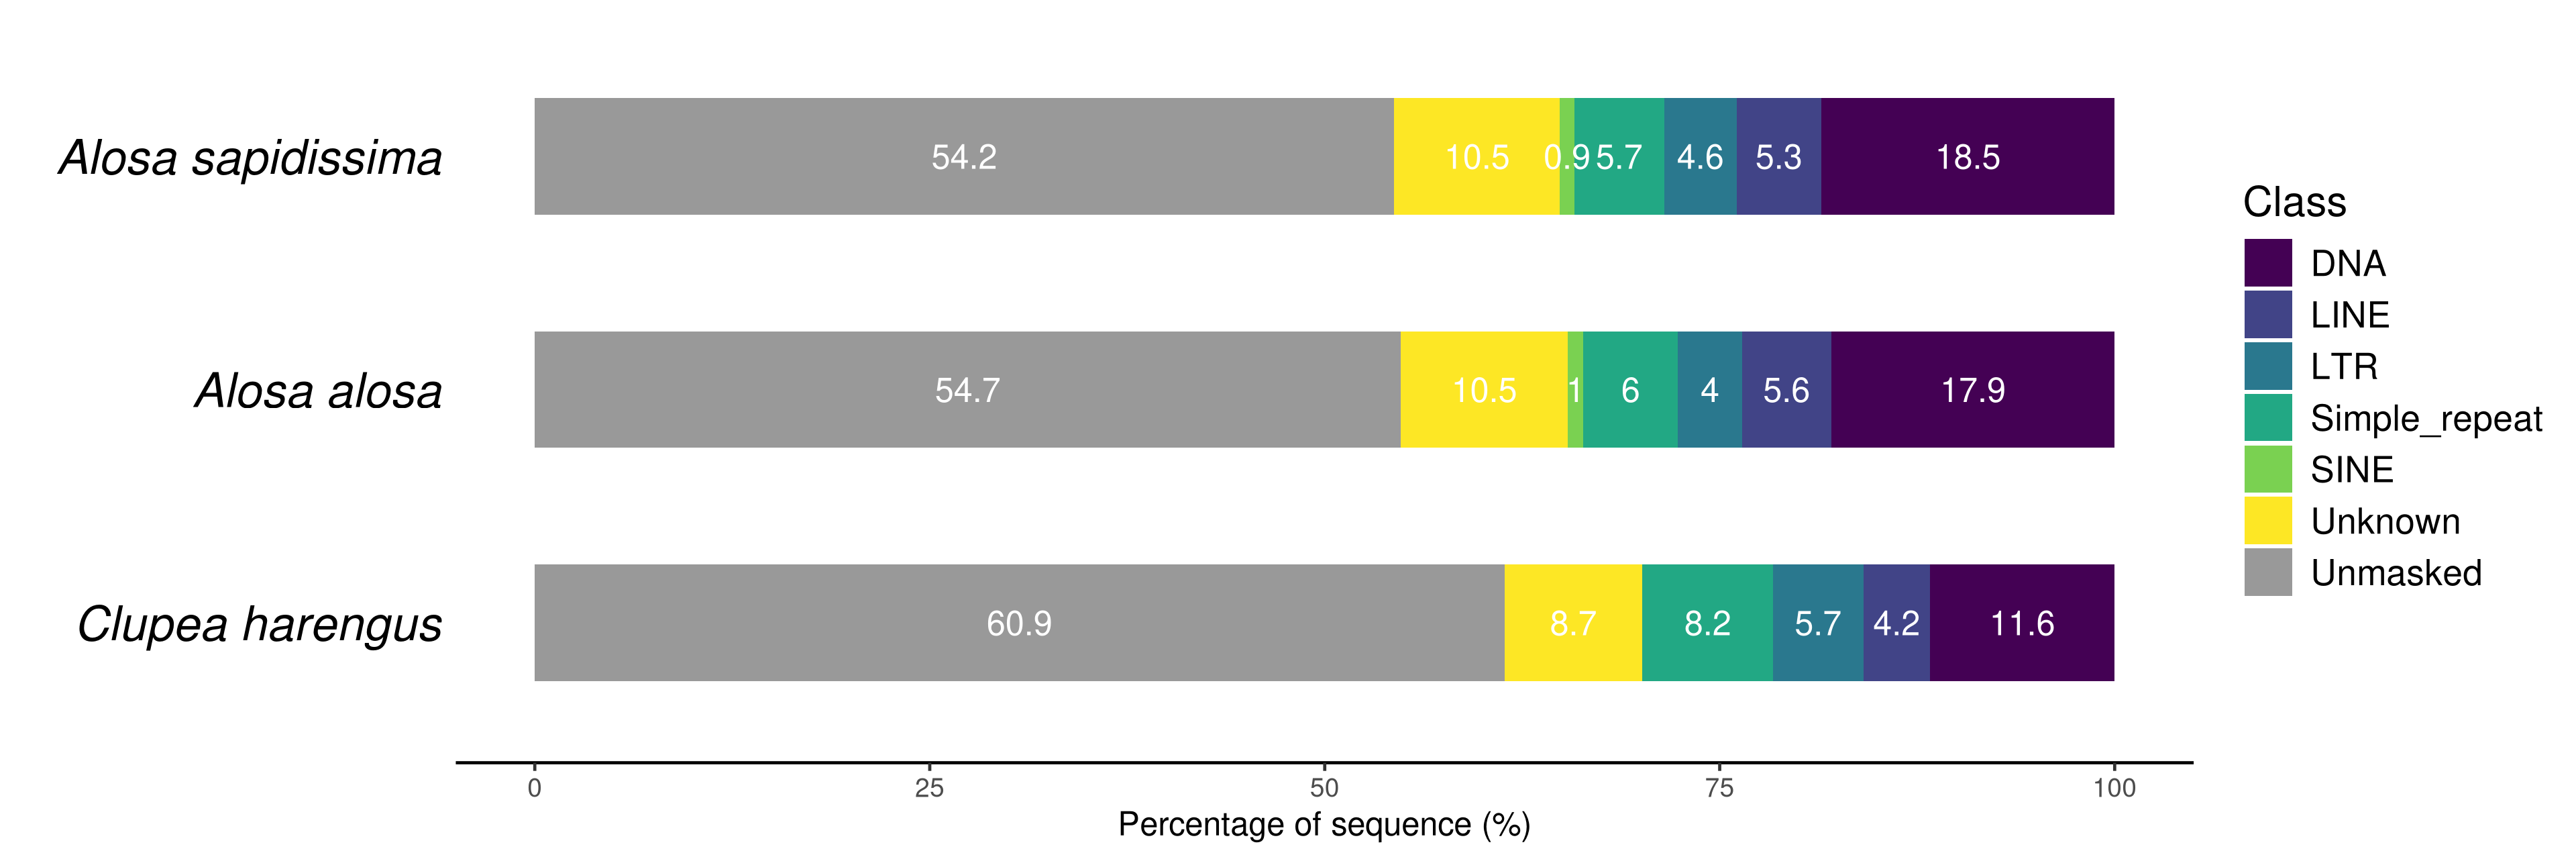 Alosa sapidissima
54.2 10.5 0.9 5.7 4.6 5.3 18.5
Alosa alosa
54.7 10.5 1 6 4 5.6 17.9
Clupea harengus
60.9 8.7 8.2 5.7 4.2 11.6
0 25 50 75 100
Percentage of sequence (%)
Class
DNA
LINE
LTR
Simple_repeat
SINE
Unknown
Unmasked